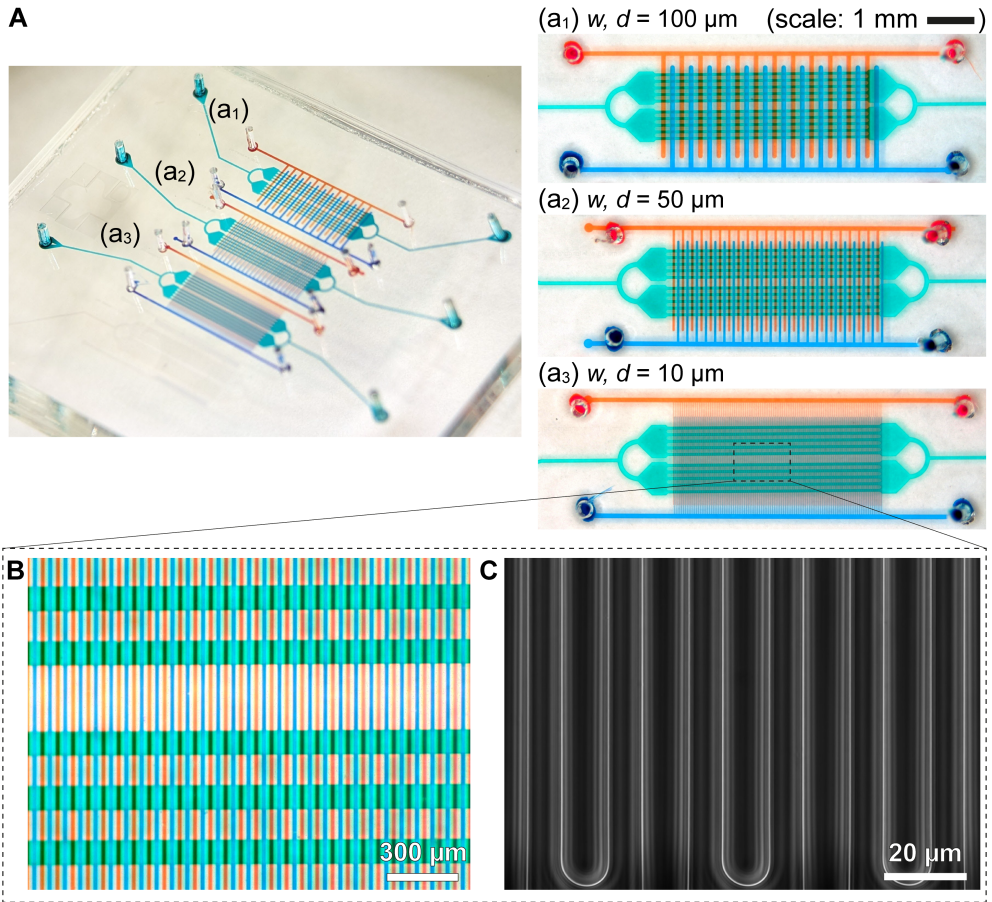 A
(a₁)
(a₂)
(a₃)
(a₁) w, d = 100 µm (scale: 1 mm )
(a₂) w, d = 50 µm
(a₃) w, d = 10 µm
B
300 µm
C
20 µm